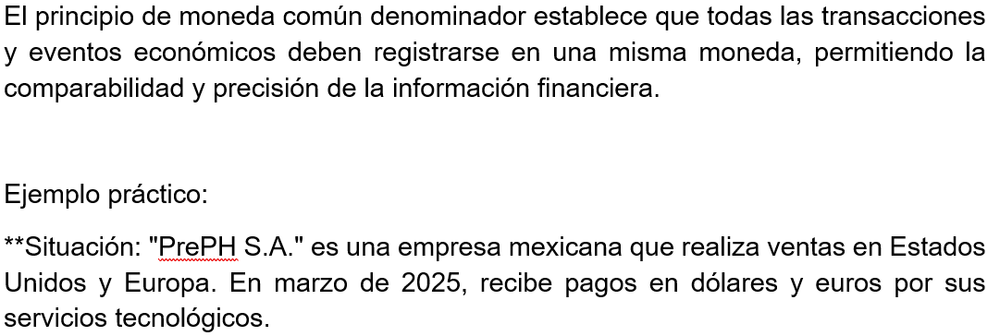 El principio de moneda común denominador establece que todas las transacciones
y eventos económicos deben registrarse en una misma moneda, permitiendo la
comparabilidad y precisión de la información financiera.
Ejemplo práctico:
**Situación: "PrePH S.A." es una empresa mexicana que realiza ventas en Estados
Unidos y Europa. En marzo de 2025, recibe pagos en dólares y euros por sus
servicios tecnológicos.